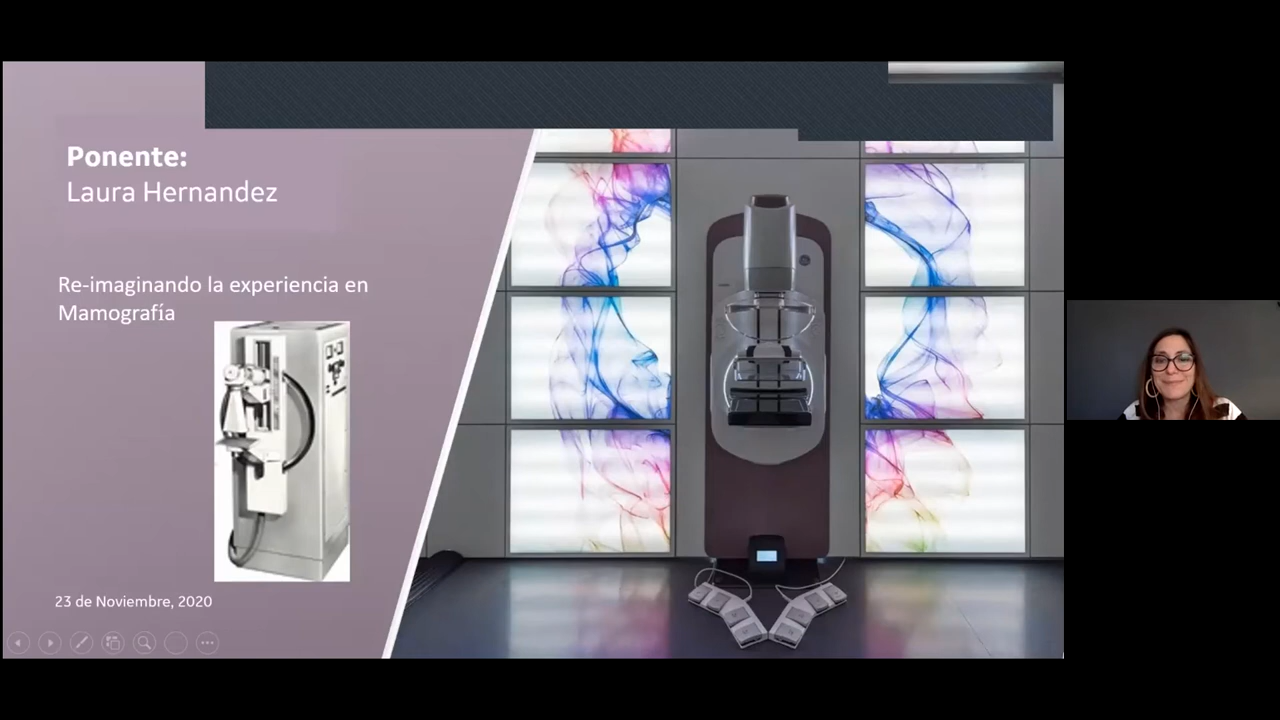 Ponente:
Laura Hernandez
Re-imaginando la experiencia en
Mamografía
23 de Noviembre, 2020